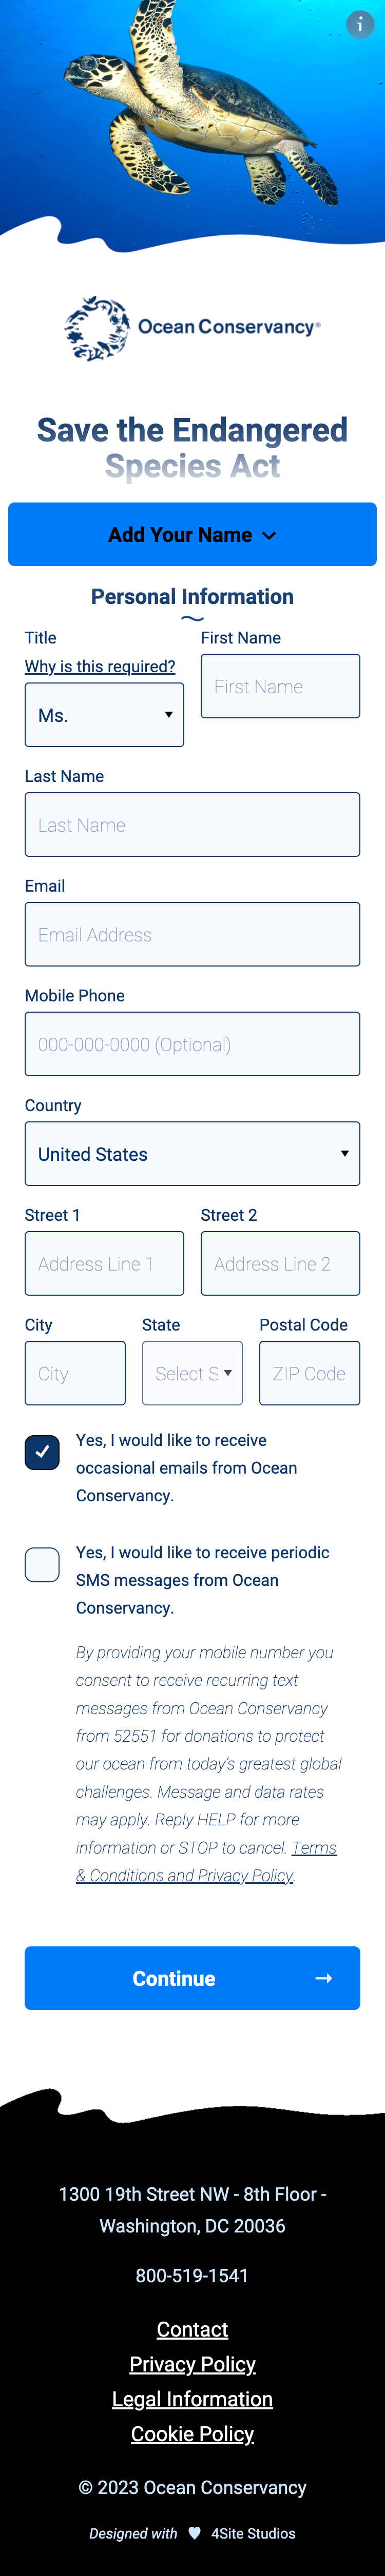 i
Ocean Conservancy®
Save the Endangered
Species Act
Add Your Name
Personal Information
Title
First Name
Why is this required?
First Name
Ms.
Last Name
Last Name
Email
Email Address
Mobile Phone
000-000-0000 (Optional)
Country
United States
Street 1
Street 2
Address Line 1
Address Line 2
City
State
Postal Code
City
Select S
ZIP Code
Yes, I would like to receive
occasional emails from Ocean
Conservancy.
Yes, I would like to receive periodic
SMS messages from Ocean
Conservancy.
By providing your mobile number you
consent to receive recurring text
messages from Ocean Conservancy
from 52551 for donations to protect
our ocean from today's greatest global
challenges. Message and data rates
may apply. Reply HELP for more
information or STOP to cancel. Terms
& Conditions and Privacy Policy.
Continue →
1300 19th Street NW - 8th Floor -
Washington, DC 20036
800-519-1541
Contact
Privacy Policy
Legal Information
Cookie Policy
© 2023 Ocean Conservancy
Designed with 4Site Studios